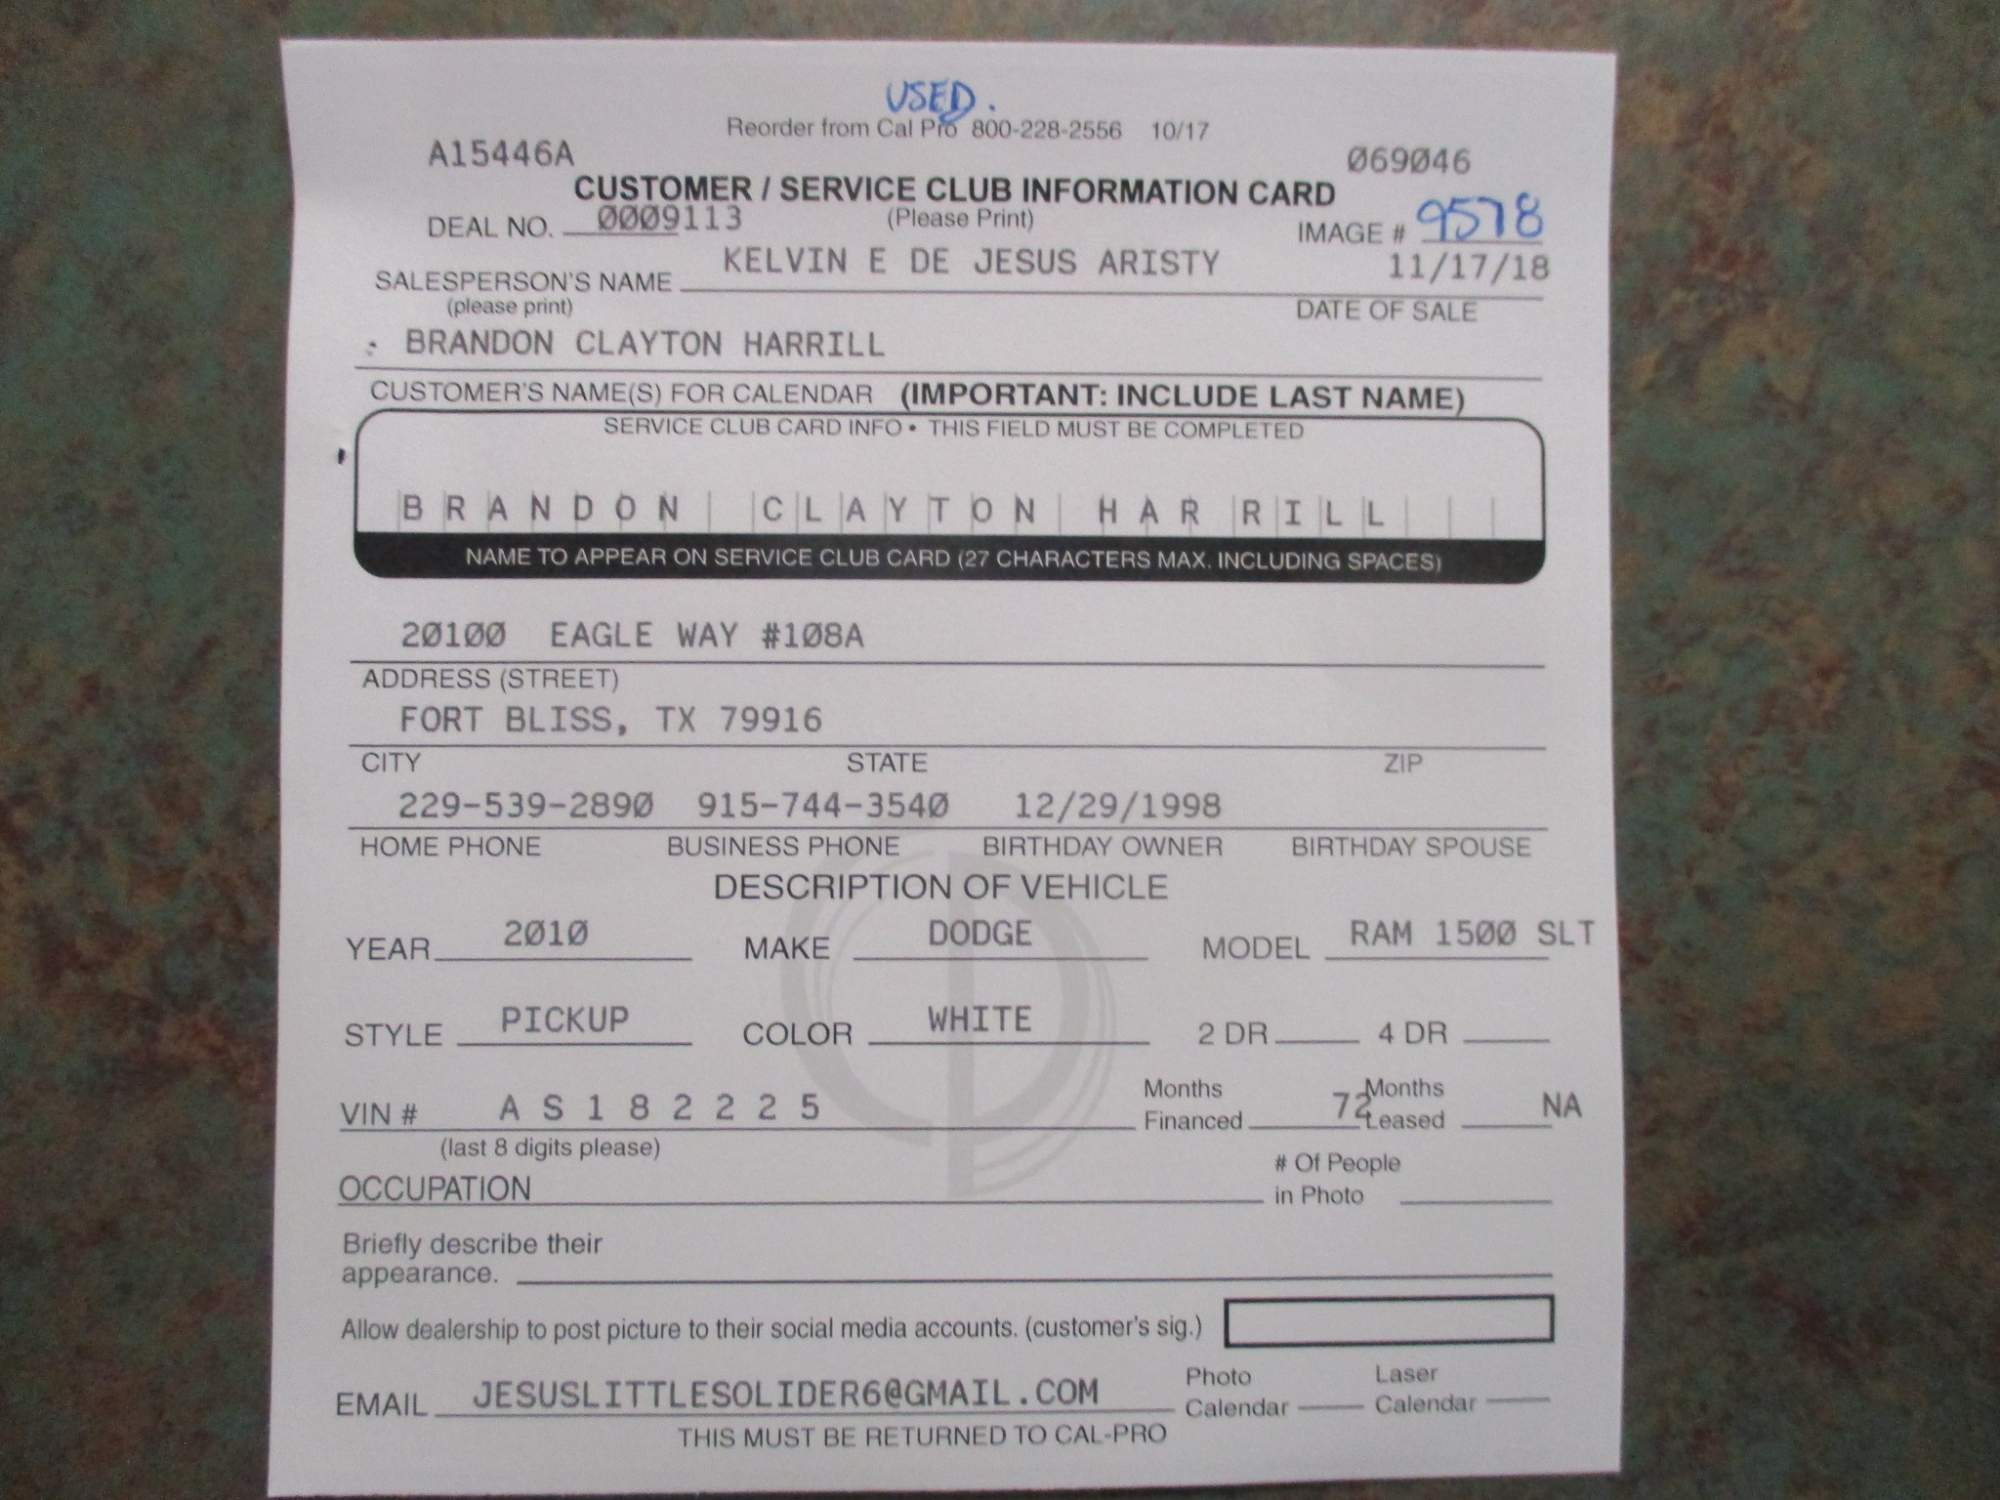 USED.
Reorder from Cal Pro 800-228-2556 10/17
A15446A 069046
CUSTOMER / SERVICE CLUB INFORMATION CARD
DEAL NO. 0009113 (Please Print) IMAGE # 9578
SALESPERSON'S NAME KELVIN E DE JESUS ARISTY 11/17/18
(please print) DATE OF SALE
: BRANDON CLAYTON HARRILL
CUSTOMER'S NAME(S) FOR CALENDAR (IMPORTANT: INCLUDE LAST NAME)
SERVICE CLUB CARD INFO • THIS FIELD MUST BE COMPLETED
BRANDON CLAYTON HARRILL
NAME TO APPEAR ON SERVICE CLUB CARD (27 CHARACTERS MAX. INCLUDING SPACES)
20100 EAGLE WAY #108A
ADDRESS (STREET)
FORT BLISS, TX 79916
CITY STATE ZIP
229-539-2890 915-744-3540 12/29/1998
HOME PHONE BUSINESS PHONE BIRTHDAY OWNER BIRTHDAY SPOUSE
DESCRIPTION OF VEHICLE
YEAR 2010 MAKE DODGE MODEL RAM 1500 SLT
STYLE PICKUP COLOR WHITE 2 DR 4 DR
VIN # AS182225 Months Financed 72 Months Leased NA
(last 8 digits please)
OCCUPATION # Of People in Photo
Briefly describe their
appearance.
Allow dealership to post picture to their social media accounts. (customer's sig.)
EMAIL JESUSLITTLESOLIDER6@GMAIL.COM Photo Calendar Laser Calendar
THIS MUST BE RETURNED TO CAL-PRO